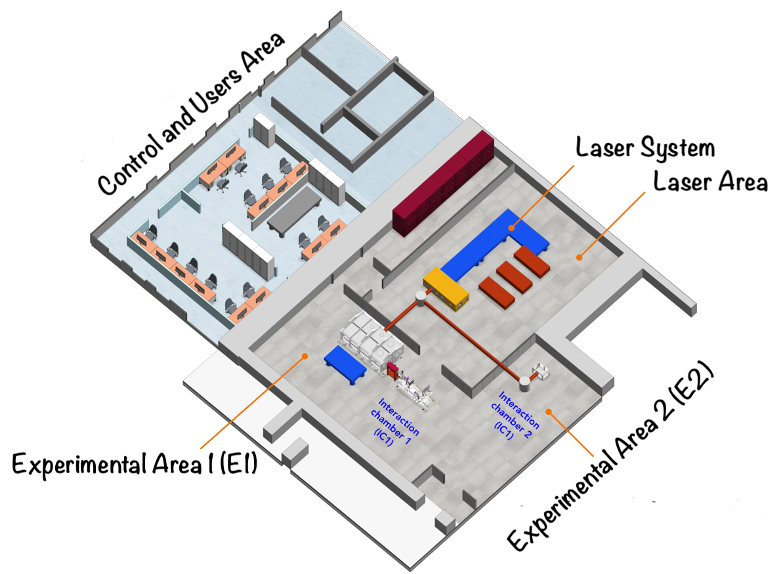 Control and Users Area
Laser System
Laser Area
Interaction
chamber 1
(IC1)
Interaction
chamber 2
(IC1)
Experimental Area 1 (E1)
Experimental Area 2 (E2)